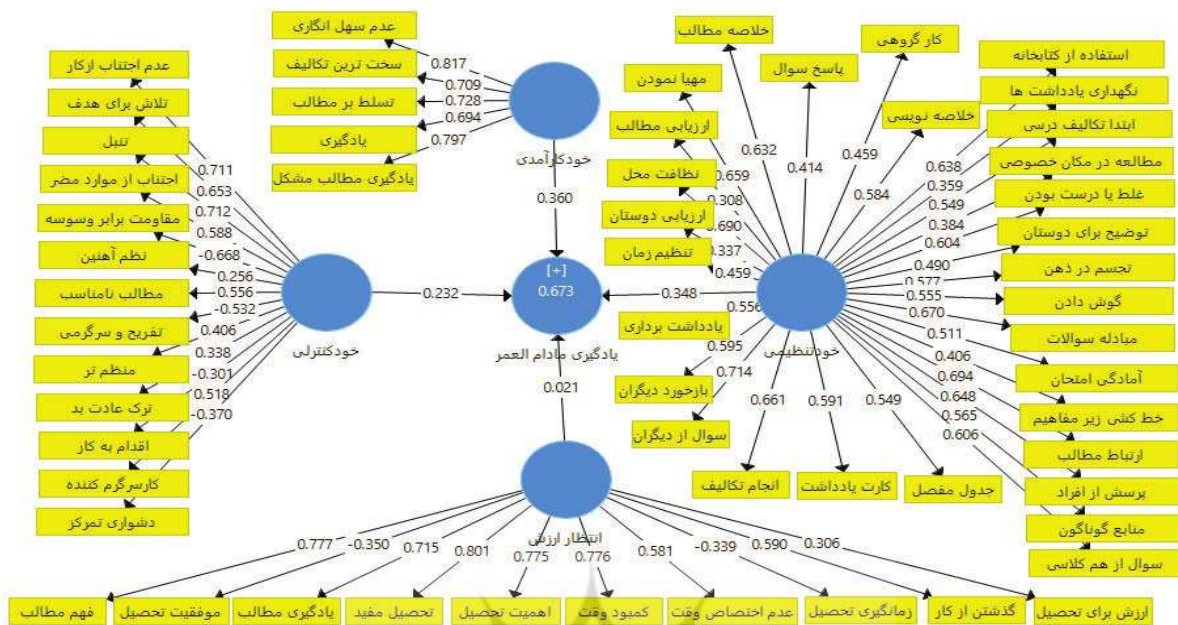 عدم سهل انگاری
سخت ترین تکالیف
تسلط بر مطالب
یادگیری
یادگیری مطالب مشکل
0.817
0.709
0.728
0.694
0.797
خودکارآمدی
0.360
عدم اجتناب ازکار
تلاش برای هدف
تنبل
اجتناب از موارد مضر
مقاومت برابر وسوسه
نظم آهنین
مطالب نامناسب
تفریح و سرگرمی
منظم تر
ترک عادت بد
اقدام به کار
کارسرگرم کننده
دشواری تمرکز
0.711
0.653
0.712
0.588
-0.668
0.256
0.556
-0.532
0.406
0.338
-0.301
0.518
-0.370
خودکنترلی
0.232
[+]
0.673
یادگیری مادام العمر
0.348
0.021
خلاصه مطالب
پاسخ سوال
کار گروهی
خلاصه نویسی
مهیا نمودن
ارزیابی مطالب
نظافت محل
ارزیابی دوستان
تنظیم زمان
0.632
0.414
0.459
0.584
0.659
0.308
0.690
0.337
0.459
خودتنظیمی
استفاده از کتابخانه
نگهداری یادداشت ها
ابتدا تکالیف درسی
مطالعه در مکان خصوصی
غلط یا درست بودن
توضیح برای دوستان
تجسم در ذهن
گوش دادن
مبادله سوالات
آمادگی امتحان
خط کشی زیر مفاهیم
ارتباط مطالب
پرسش از افراد
منابع گوناگون
سوال از هم کلاسی
0.638
0.359
0.549
0.384
0.604
0.490
0.577
0.555
0.670
0.511
0.406
0.694
0.648
0.565
0.606
یادداشت برداری
بازخورد دیگران
سوال از دیگران
انجام تکالیف
کارت یادداشت
جدول مفصل
0.556
0.595
0.714
0.661
0.591
0.549
انتظار ارزش
0.777
-0.350
0.715
0.801
0.775
0.776
0.581
-0.339
0.590
0.306
فهم مطالب
موفقیت تحصیل
یادگیری مطالب
تحصیل مفید
اهمیت تحصیل
کمبود وقت
عدم اختصاص وقت
زمانگیری تحصیل
گذشتن از کار
ارزش برای تحصیل